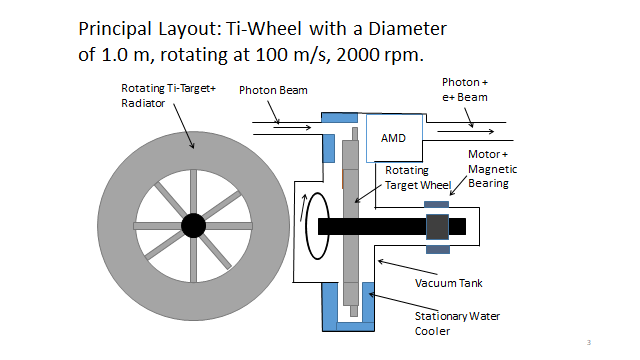 Principal Layout: Ti-Wheel with a Diameter
of 1.0 m, rotating at 100 m/s, 2000 rpm.
Rotating Ti-Target+
Radiator
Photon Beam
Photon +
e+ Beam
AMD
Motor +
Magnetic
Bearing
Rotating
Target Wheel
Vacuum Tank
Stationary Water
Cooler
3